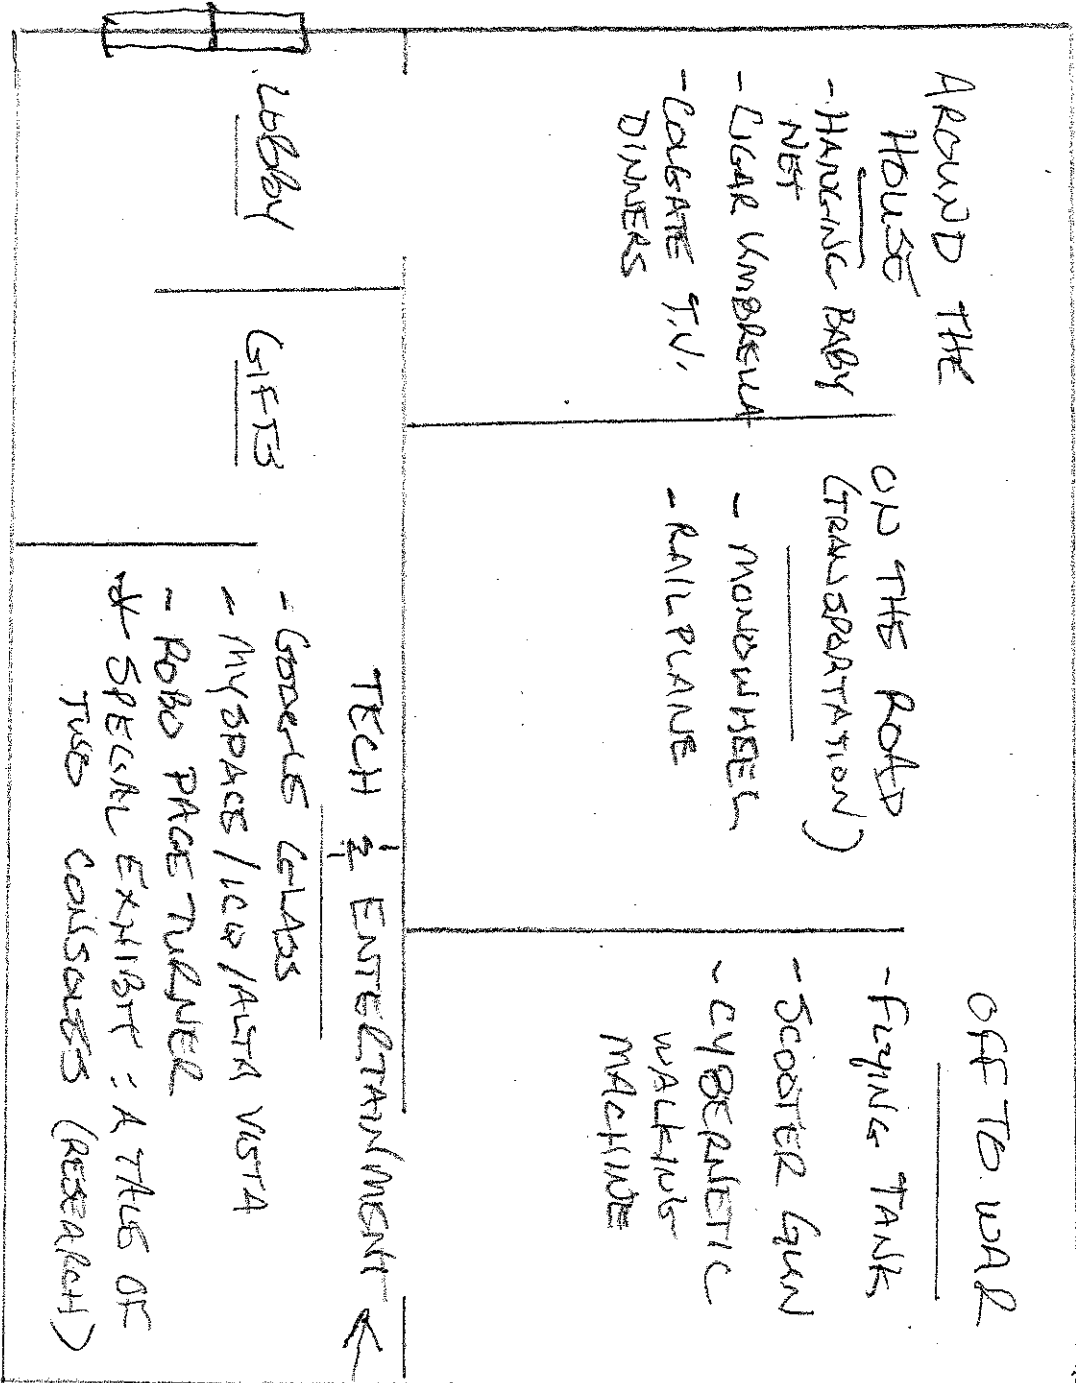 AROUND THE
HOUSE
- HANGING BABY
NET
- CIGAR UMBRELLA
- COLGATE T.V.
DINNERS
ON THE ROAD
(TRANSPORTATION)
- MONOWHEEL
- RAILPLANE
OFF TO WAR
- FLYING TANK
- SCOOTER GUN
- CYBERNETIC
WALKING
MACHINE
LOBBY
GIFTS
TECH & ENTERTAINMENT
- GOOGLE GLASS
- MYSPACE/ICQ/ALTA VISTA
- ROBO PAGE TURNER
* SPECIAL EXHIBIT: A TALE OF
TWO CONSOLES (RESEARCH)